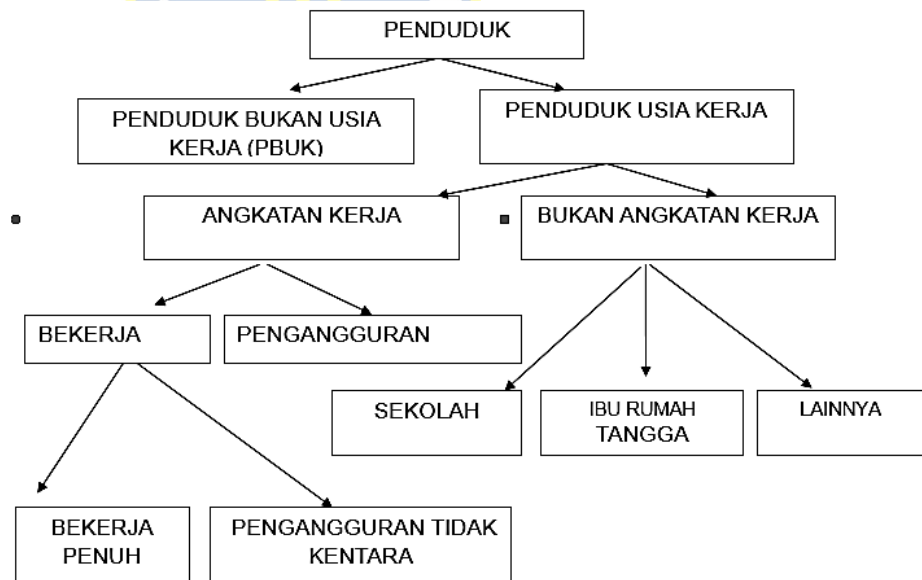 PENDUDUK
PENDUDUK BUKAN USIA
KERJA (PBUK)
PENDUDUK USIA KERJA
ANGKATAN KERJA
BUKAN ANGKATAN KERJA
BEKERJA
PENGANGGURAN
SEKOLAH
IBU RUMAH
TANGGA
LAINNYA
BEKERJA
PENUH
PENGANGGURAN TIDAK
KENTARA